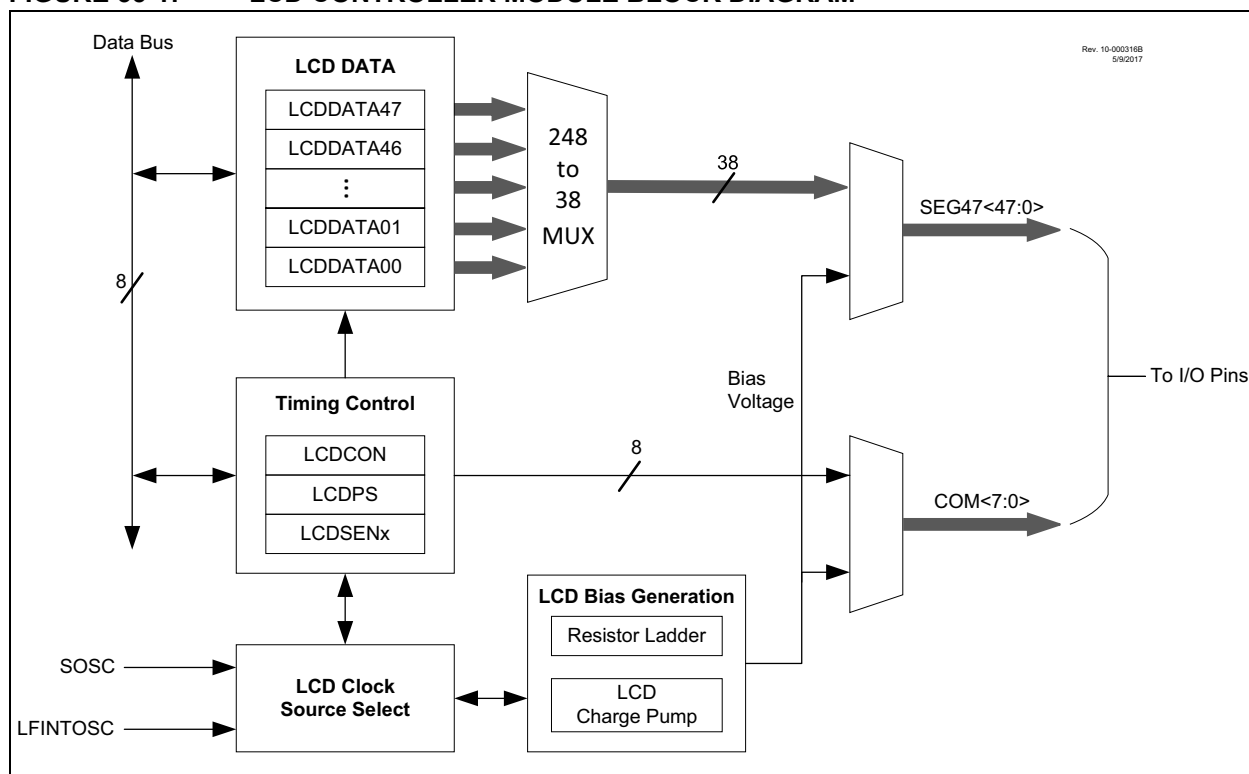 FIGURE LCD CONTROLLER MODULE BLOCK DIAGRAM
Rev. 10-000316B
5/9/2017
Data Bus
LCD DATA
LCDDATA47
LCDDATA46
⋮
LCDDATA01
LCDDATA00
248
to
38
MUX
38
SEG47<47:0>
8
Timing Control
LCDCON
LCDPS
LCDSENx
8
Bias
Voltage
To I/O Pins
COM<7:0>
LCD Bias Generation
Resistor Ladder
LCD
Charge Pump
SOSC
LFINTOSC
LCD Clock
Source Select